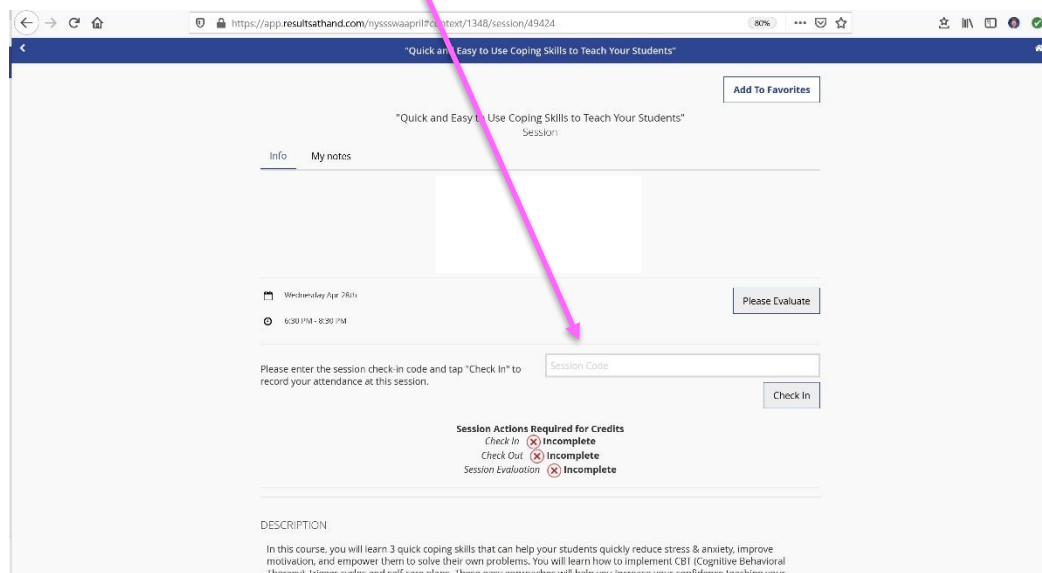 https://app.resultsathand.com/nyssswaapril#context/1348/session/49424
80%
"Quick and Easy to Use Coping Skills to Teach Your Students"
Add To Favorites
"Quick and Easy to Use Coping Skills to Teach Your Students"
Session
Info My notes
Wednesday Apr 28th
Please Evaluate
6:30 PM - 8:30 PM
Please enter the session check-in code and tap "Check In" to
record your attendance at this session.
Session Code
Check In
Session Actions Required for Credits
Check In Incomplete
Check Out Incomplete
Session Evaluation Incomplete
DESCRIPTION
In this course, you will learn 3 quick coping skills that can help your students quickly reduce stress & anxiety, improve
motivation, and empower them to solve their own problems. You will learn how to implement CBT (Cognitive Behavioral